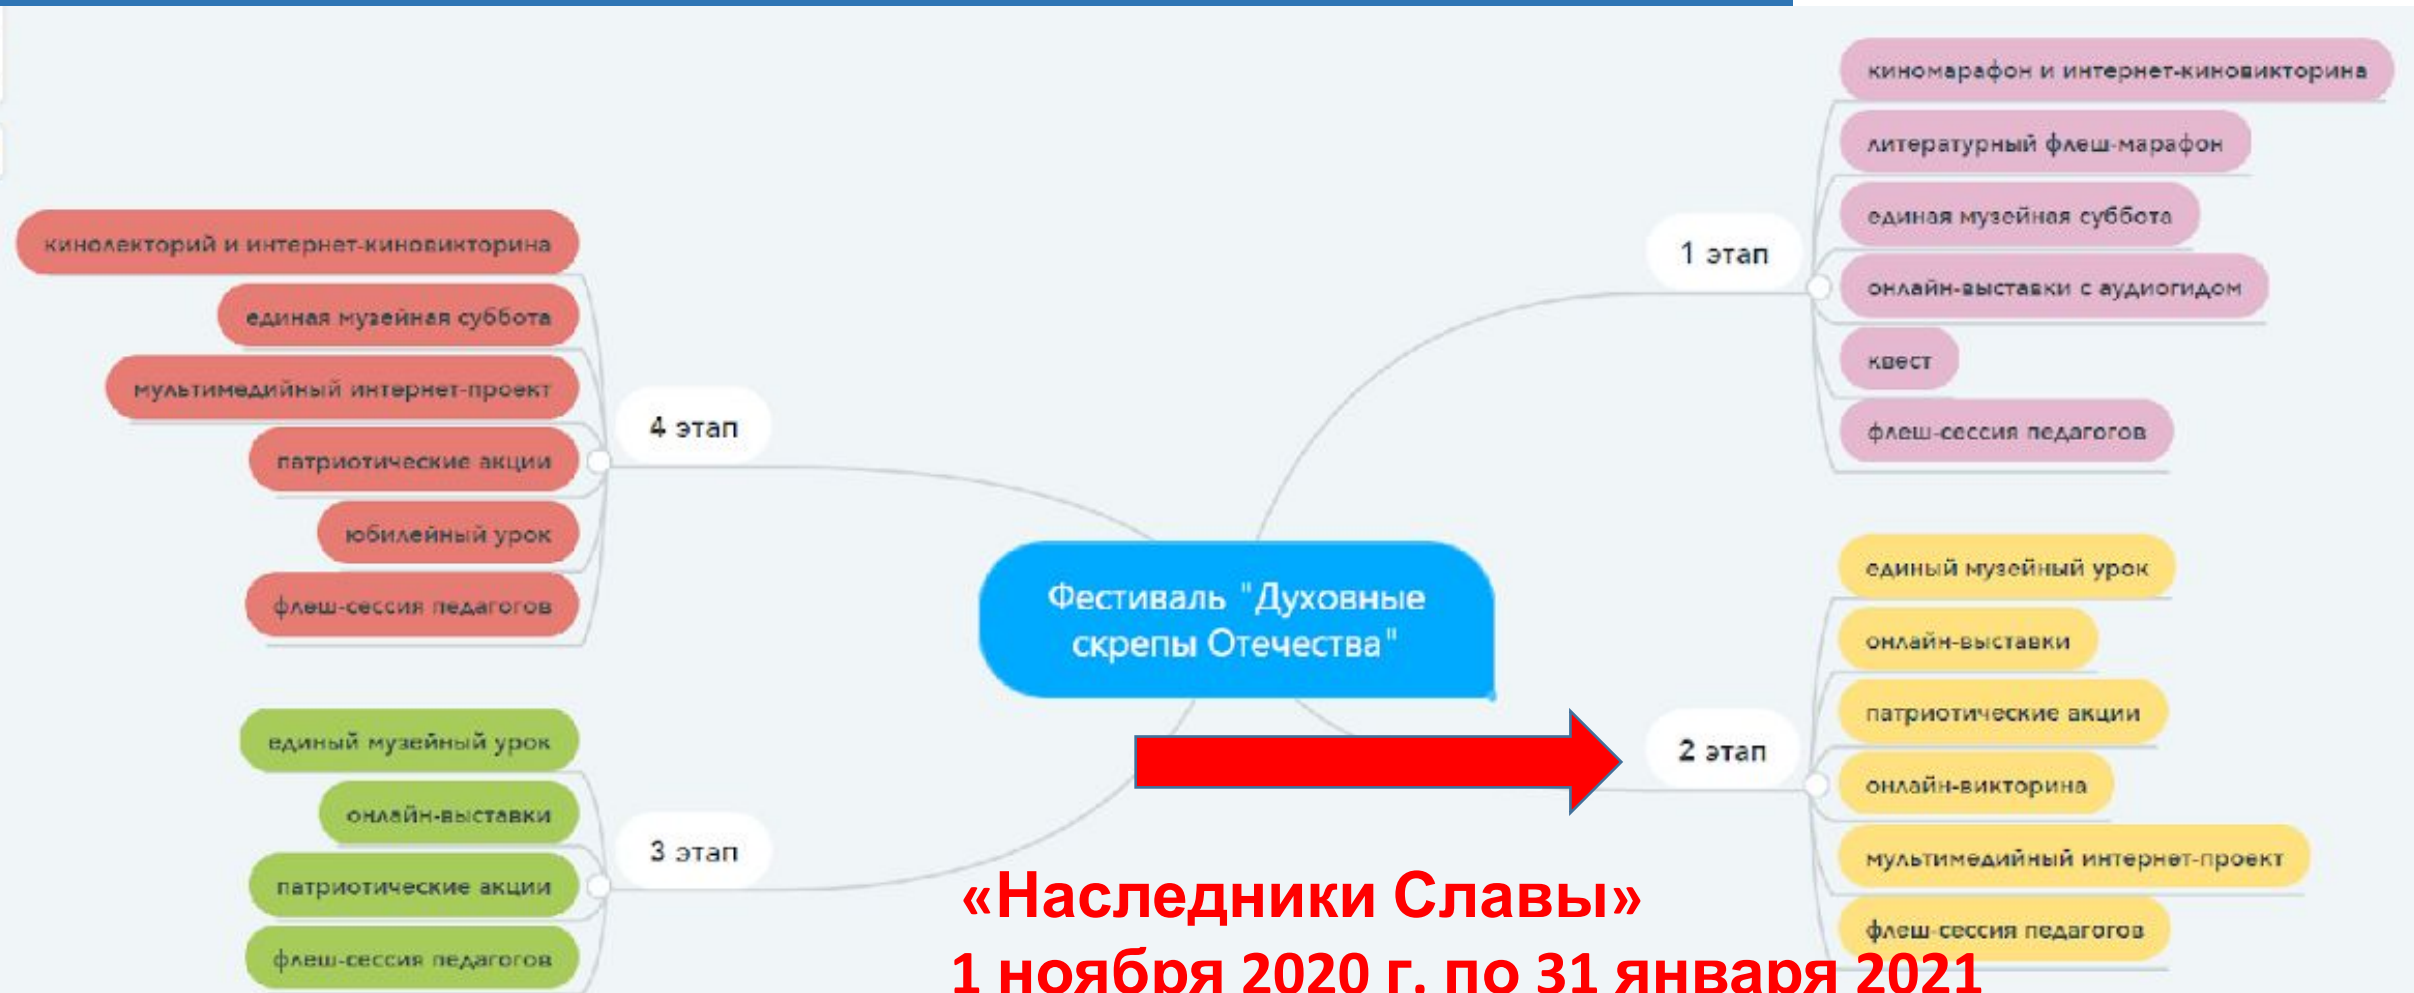 киномарафон и интернет-киновикторина
литературный флеш-марафон
единая музейная суббота
1 этап
онлайн-выставки с аудиогидом
квест
флеш-сессия педагогов
кинолекторий и интернет-киновикторина
единая музейная суббота
мультимедийный интернет-проект
4 этап
патриотические акции
юбилейный урок
флеш-сессия педагогов
Фестиваль "Духовные
скрепы Отечества"
единый музейный урок
онлайн-выставки
патриотические акции
2 этап
онлайн-викторина
мультимедийный интернет-проект
флеш-сессия педагогов
единый музейный урок
онлайн-выставки
3 этап
патриотические акции
флеш-сессия педагогов
«Наследники Славы»
1 ноября 2020 г. по 31 января 2021